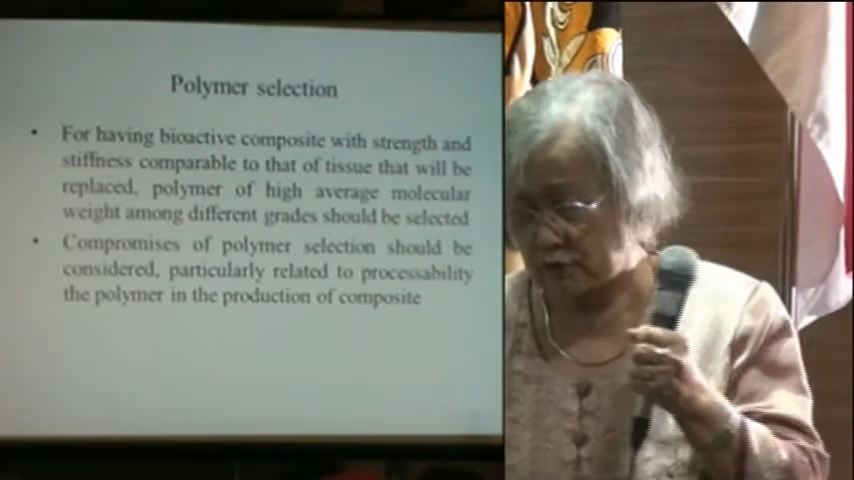 Polymer selection
• For having bioactive composite with strength and
stiffness comparable to that of tissue that will be
replaced, polymer of high average molecular
weight among different grades should be selected
• Compromises of polymer selection should be
considered, particularly related to processability
the polymer in the production of composite